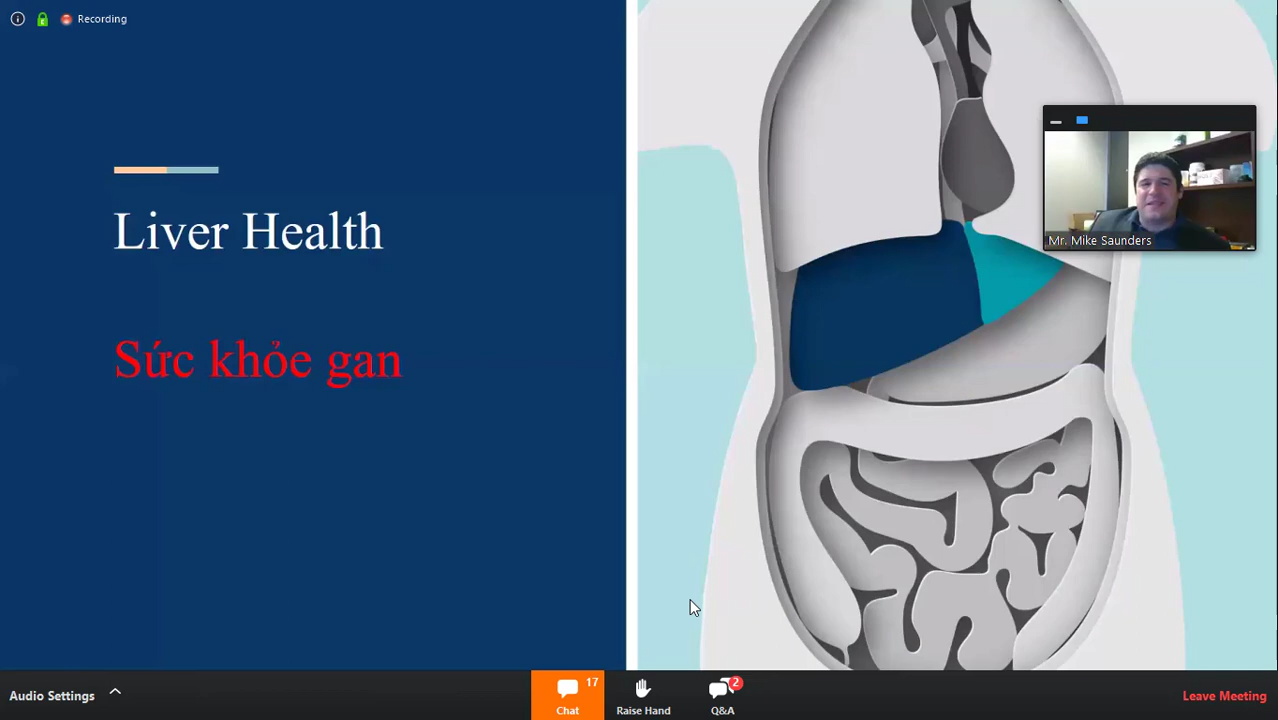 Recording
Liver Health
Sức khỏe gan
Mr. Mike Saunders
Audio Settings
17
Chat
Raise Hand
2
Q&A
Leave Meeting